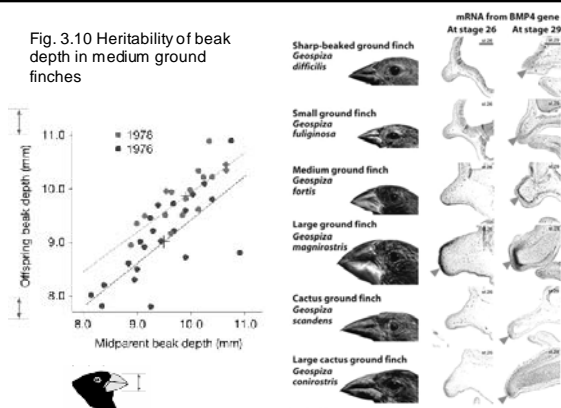 Fig. 3.10 Heritability of beak
depth in medium ground
finches
1978
1976
11.0
10.0
9.0
8.0
Offspring beak depth (mm)
8.0
9.0
10.0
11.0
Midparent beak depth (mm)
mRNA from BMP4 gene
At stage 26
At stage 29
Sharp-beaked ground finch
Geospiza
difficilis
Small ground finch
Geospiza
fuliginosa
Medium ground finch
Geospiza
fortis
Large ground finch
Geospiza
magnirostris
Cactus ground finch
Geospiza
scandens
Large cactus ground finch
Geospiza
conirostris